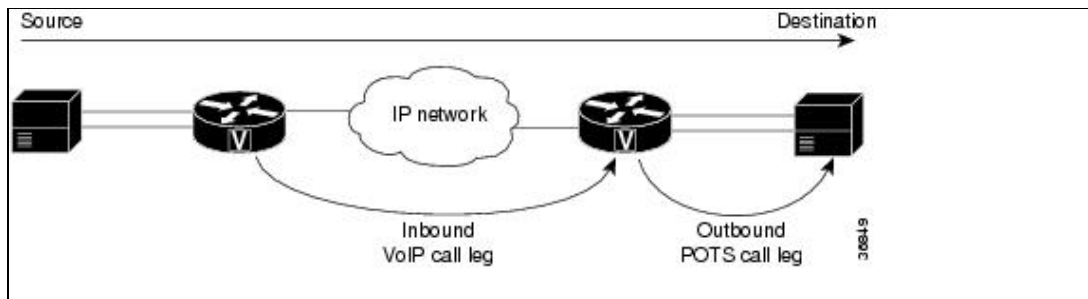 Source
Destination
IP network
V
V
Inbound
VoIP call leg
Outbound
POTS call leg
36849